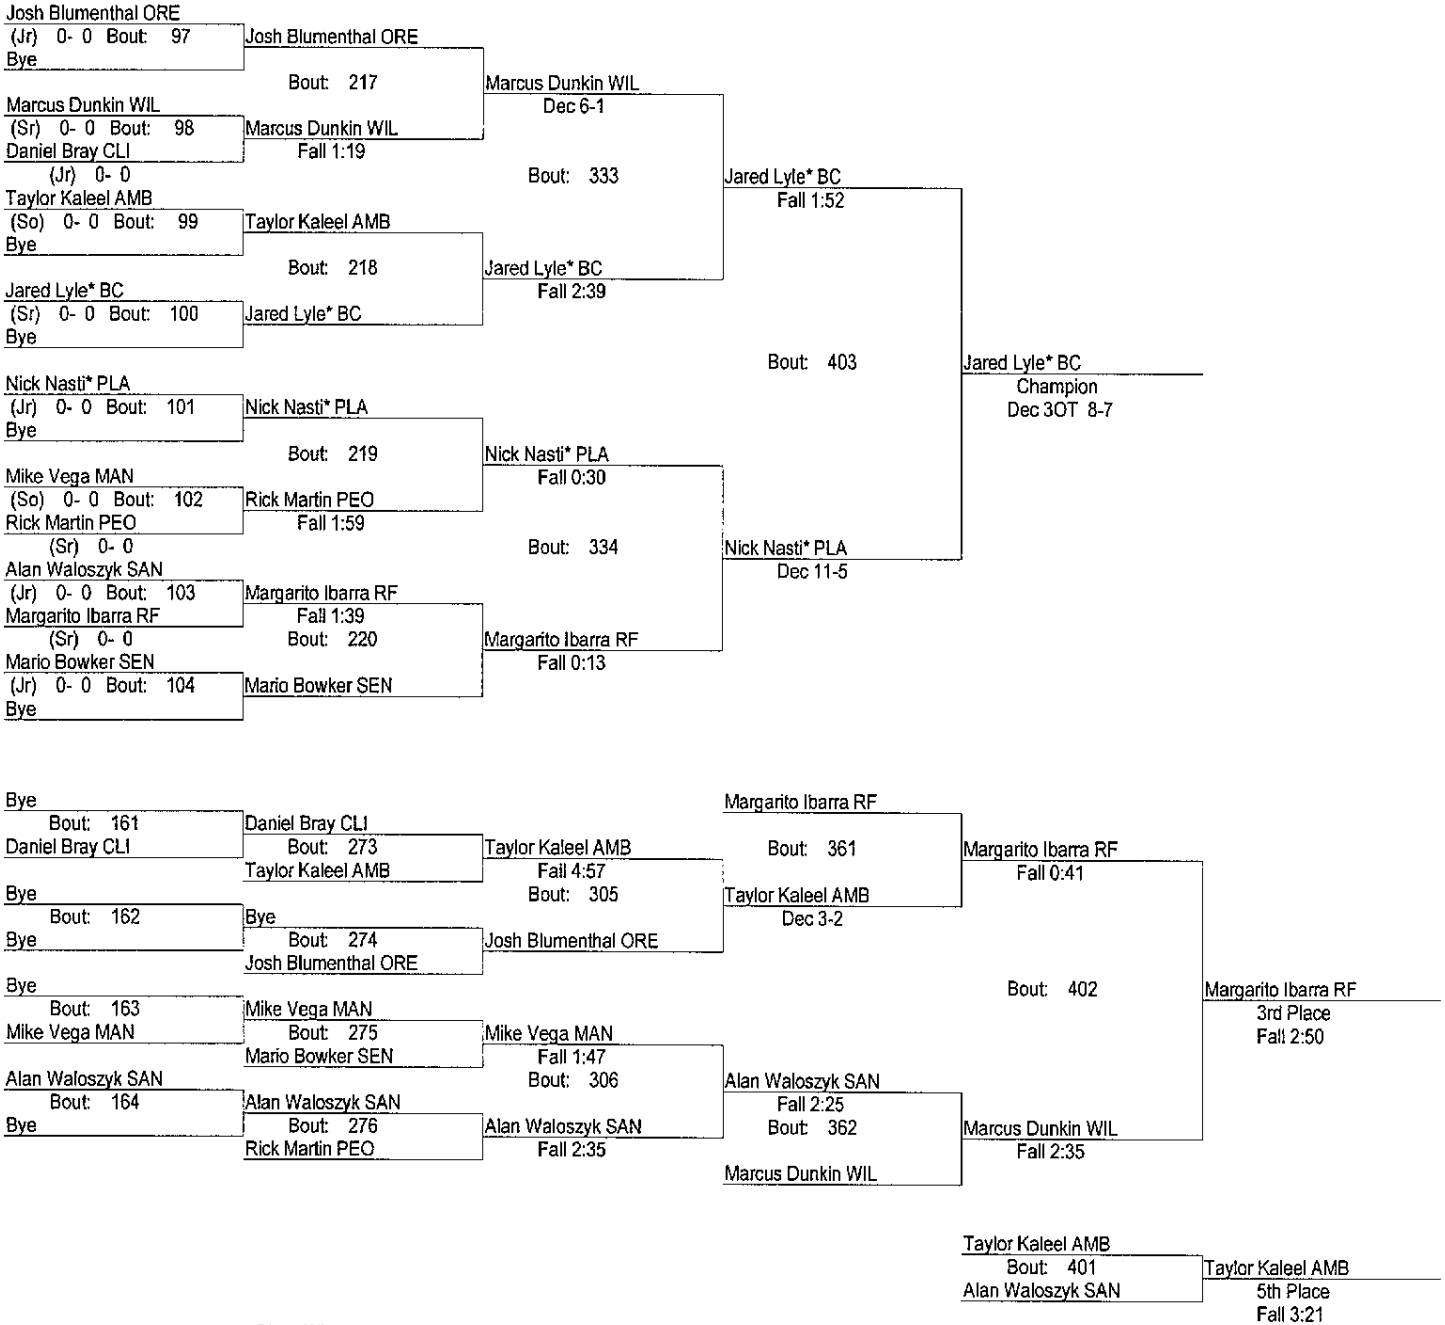 Josh Blumenthal ORE
(Jr) 0- 0 Bout: 97
Josh Blumenthal ORE
Bye
Bout: 217
Marcus Dunkin WIL
Dec 6-1
Marcus Dunkin WIL
(Sr) 0- 0 Bout: 98
Marcus Dunkin WIL
Daniel Bray CLI
Fall 1:19
(Jr) 0- 0
Bout: 333
Jared Lyle* BC
Fall 1:52
Taylor Kaleel AMB
(So) 0- 0 Bout: 99
Taylor Kaleel AMB
Bye
Bout: 218
Jared Lyle* BC
Fall 2:39
Jared Lyle* BC
(Sr) 0- 0 Bout: 100
Jared Lyle* BC
Bye
Bout: 403
Jared Lyle* BC
Champion
Dec 3OT 8-7
Nick Nasti* PLA
(Jr) 0- 0 Bout: 101
Nick Nasti* PLA
Bye
Bout: 219
Nick Nasti* PLA
Fall 0:30
Mike Vega MAN
(So) 0- 0 Bout: 102
Rick Martin PEO
Rick Martin PEO
Fall 1:59
(Sr) 0- 0
Bout: 334
Nick Nasti* PLA
Dec 11-5
Alan Waloszyk SAN
(Jr) 0- 0 Bout: 103
Margarito Ibarra RF
Margarito Ibarra RF
Fall 1:39
(Sr) 0- 0
Bout: 220
Margarito Ibarra RF
Fall 0:13
Mario Bowker SEN
(Jr) 0- 0 Bout: 104
Mario Bowker SEN
Bye
Bye
Bout: 161
Daniel Bray CLI
Daniel Bray CLI
Bout: 273
Taylor Kaleel AMB
Taylor Kaleel AMB
Fall 4:57
Bout: 305
Margarito Ibarra RF
Bout: 361
Margarito Ibarra RF
Fall 0:41
Taylor Kaleel AMB
Dec 3-2
Bye
Bout: 162
Bye
Bye
Bout: 274
Josh Blumenthal ORE
Josh Blumenthal ORE
Bye
Bout: 163
Mike Vega MAN
Mike Vega MAN
Bout: 275
Mario Bowker SEN
Mike Vega MAN
Fall 1:47
Bout: 306
Bout: 402
Margarito Ibarra RF
3rd Place
Fall 2:50
Alan Waloszyk SAN
Bout: 164
Bye
Alan Waloszyk SAN
Bout: 276
Rick Martin PEO
Alan Waloszyk SAN
Fall 2:35
Alan Waloszyk SAN
Fall 2:25
Bout: 362
Marcus Dunkin WIL
Marcus Dunkin WIL
Fall 2:35
Taylor Kaleel AMB
Bout: 401
Alan Waloszyk SAN
Taylor Kaleel AMB
5th Place
Fall 3:21